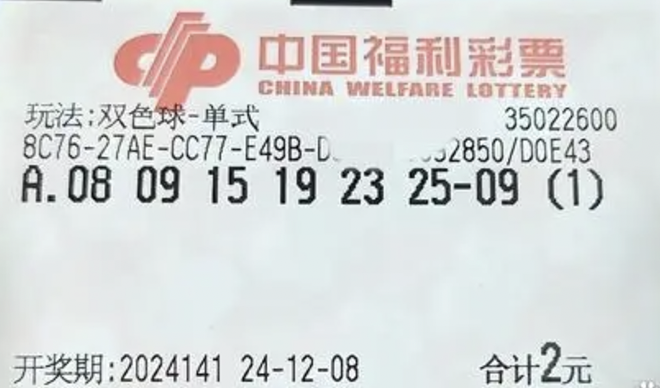 中国福利彩票
CHINA WELFARE LOTTERY
玩法:双色球-单式 35022600
8C76-27AE-CC77-E49B- 2850/D0E43
A.08 09 15 19 23 25-09 (1)
开奖期:2024141 24-12-08 合计2元